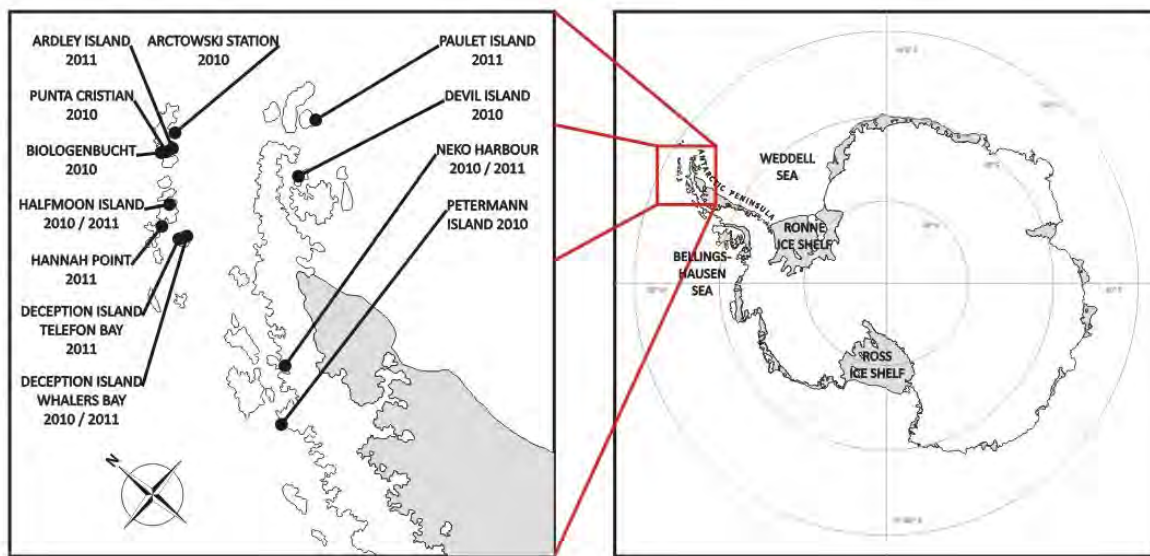 ARDLEY ISLAND
2011
ARCTOWSKI STATION
2010
PUNTA CRISTIAN
2010
BIOLOGENBUCHT
2010
HALFMOON ISLAND
2010 / 2011
HANNAH POINT
2011
DECEPTION ISLAND
TELEFON BAY
2011
DECEPTION ISLAND
WHALERS BAY
2010 / 2011
PAULET ISLAND
2011
DEVIL ISLAND
2010
NEKO HARBOUR
2010 / 2011
PETERMANN
ISLAND 2010
N
WEDDELL
SEA
ANTARCTIC PENINSULA
RONNE
ICE SHELF
BELLINGS-
HAUSEN
SEA
ROSS
ICE SHELF